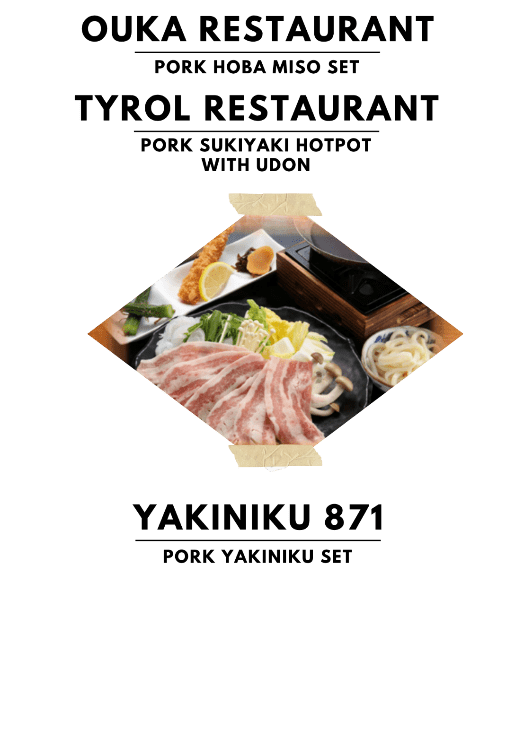 OUKA RESTAURANT
PORK HOBA MISO SET
TYROL RESTAURANT
PORK SUKIYAKI HOTPOT
WITH UDON
YAKINIKU 871
PORK YAKINIKU SET